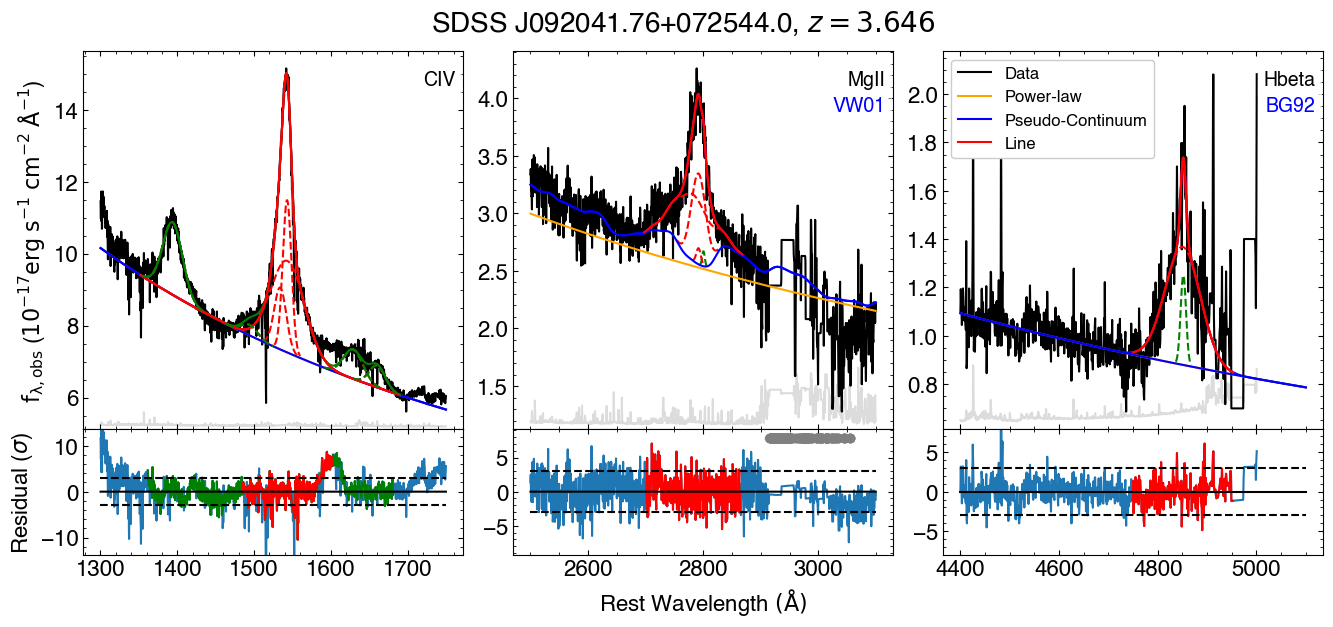 SDSS J092041.76+072544.0, z = 3.646
f_λ,obs (10^−17 erg s^−1 cm^−2 Å^−1)
14
12
10
8
6
CIV
4.0
3.5
3.0
2.5
2.0
1.5
MgII
VW01
2.0
1.8
1.6
1.4
1.2
1.0
0.8
Data
Power-law
Pseudo-Continuum
Line
Hbeta
BG92
Residual (σ)
10
0
−10
1300 1400 1500 1600 1700
5
0
−5
2600 2800 3000
5
0
−5
4400 4600 4800 5000
Rest Wavelength (Å)